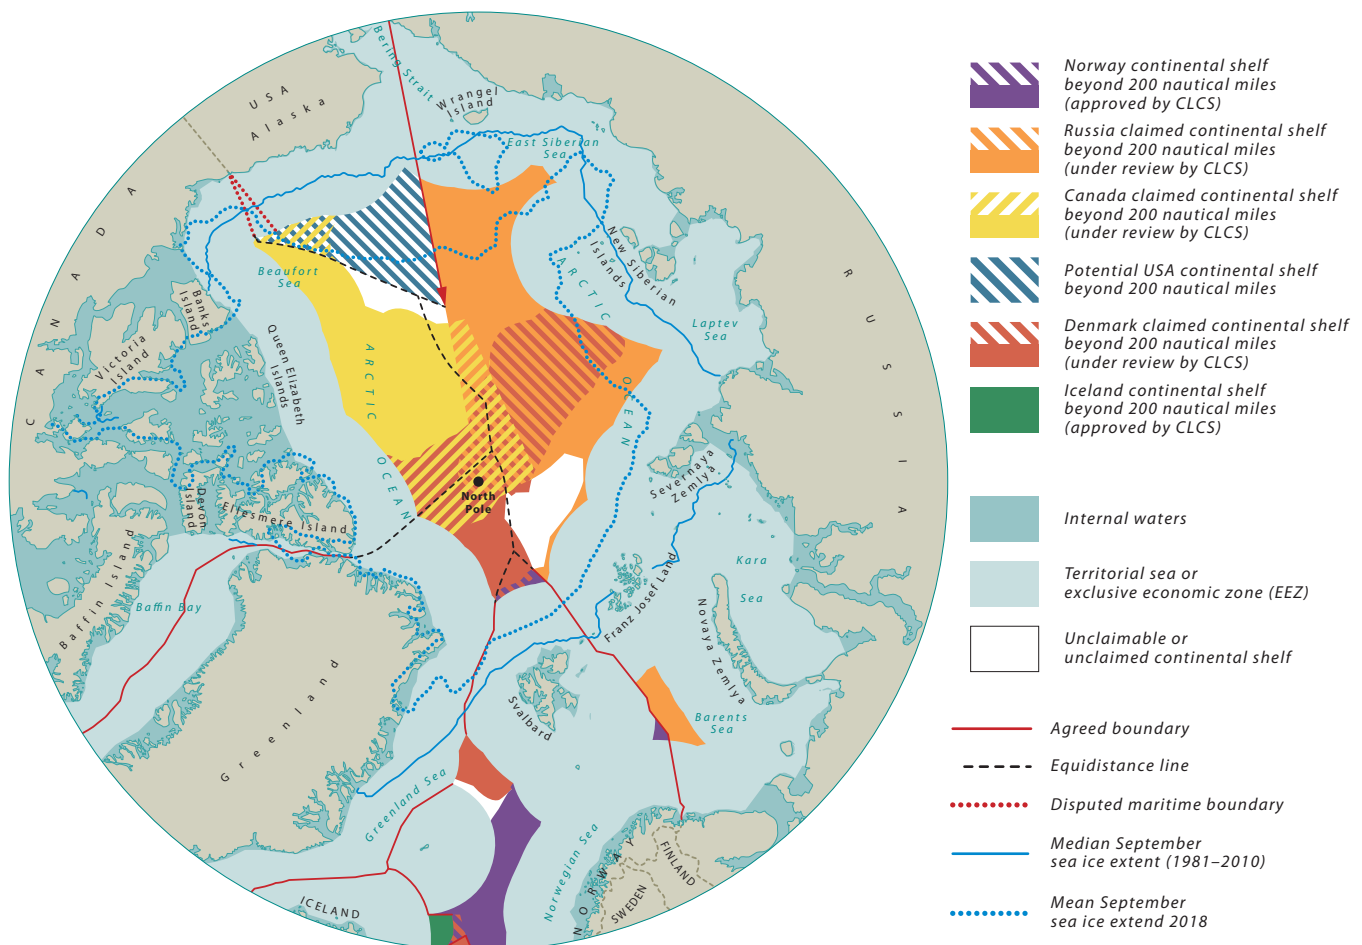 Bering Strait
USA
Alaska
Wrangel
Island
East Siberian
Sea
CANADA
RUSSIA
Beaufort
Sea
Banks
Island
Victoria
Island
Queen Elizabeth
Islands
ARCTIC
OCEAN
ARCTIC
OCEAN
New Siberian
Islands
Laptev
Sea
North
Pole
Severnaya
Zemlya
Devon
Island
Ellesmere Island
Baffin Island
Baffin Bay
Greenland
Franz Josef Land
Kara
Sea
Novaya Zemlya
Svalbard
Barents
Sea
Greenland Sea
Norwegian Sea
ICELAND
NORWAY
SWEDEN
FINLAND
Norway continental shelf
beyond 200 nautical miles
(approved by CLCS)
Russia claimed continental shelf
beyond 200 nautical miles
(under review by CLCS)
Canada claimed continental shelf
beyond 200 nautical miles
(under review by CLCS)
Potential USA continental shelf
beyond 200 nautical miles
Denmark claimed continental shelf
beyond 200 nautical miles
(under review by CLCS)
Iceland continental shelf
beyond 200 nautical miles
(approved by CLCS)
Internal waters
Territorial sea or
exclusive economic zone (EEZ)
Unclaimable or
unclaimed continental shelf
Agreed boundary
Equidistance line
Disputed maritime boundary
Median September
sea ice extent (1981–2010)
Mean September
sea ice extend 2018